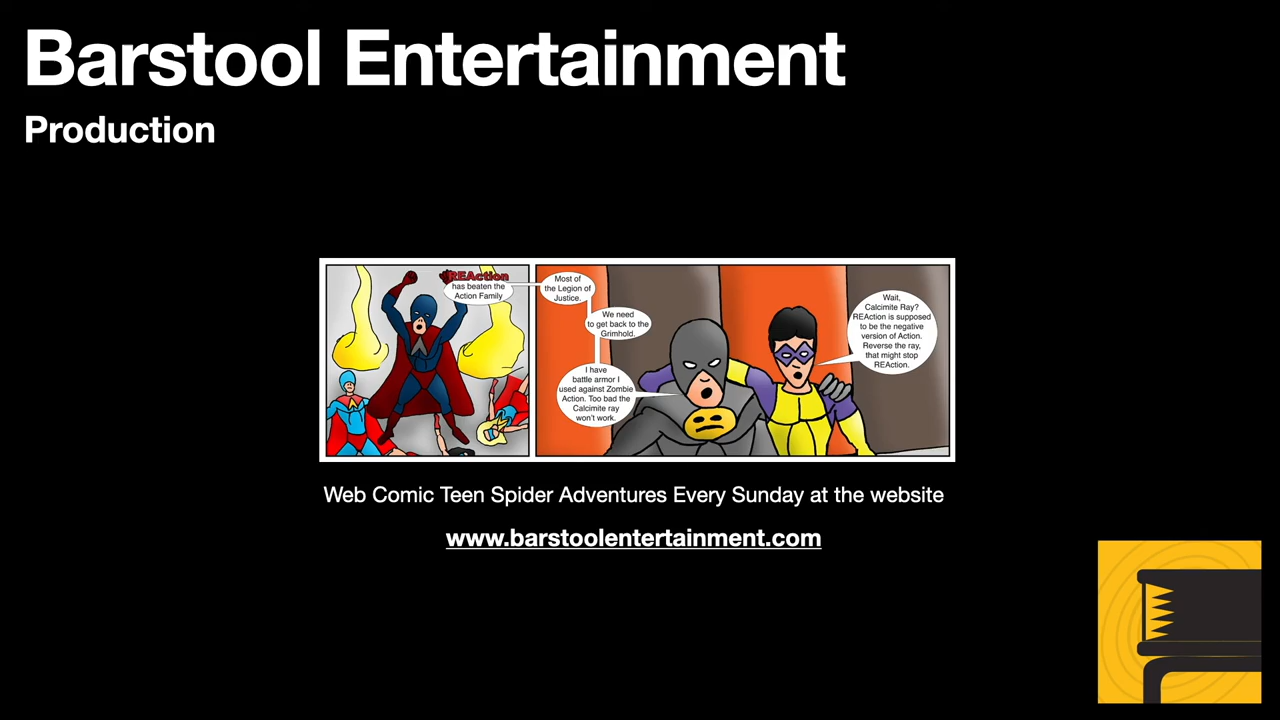 Barstool Entertainment
Production
REAction
has beaten the
Action Family
Most of
the Legion of
Justice.
We need
to get back to the
Grimhold.
I have
battle armor I
used against Zombie
Action. Too bad the
Calcimite ray
won't work.
Wait,
Calcimite Ray?
REAction is supposed
to be the negative
version of Action.
Reverse the ray,
that might stop
REAction.
Web Comic Teen Spider Adventures Every Sunday at the website
www.barstoolentertainment.com